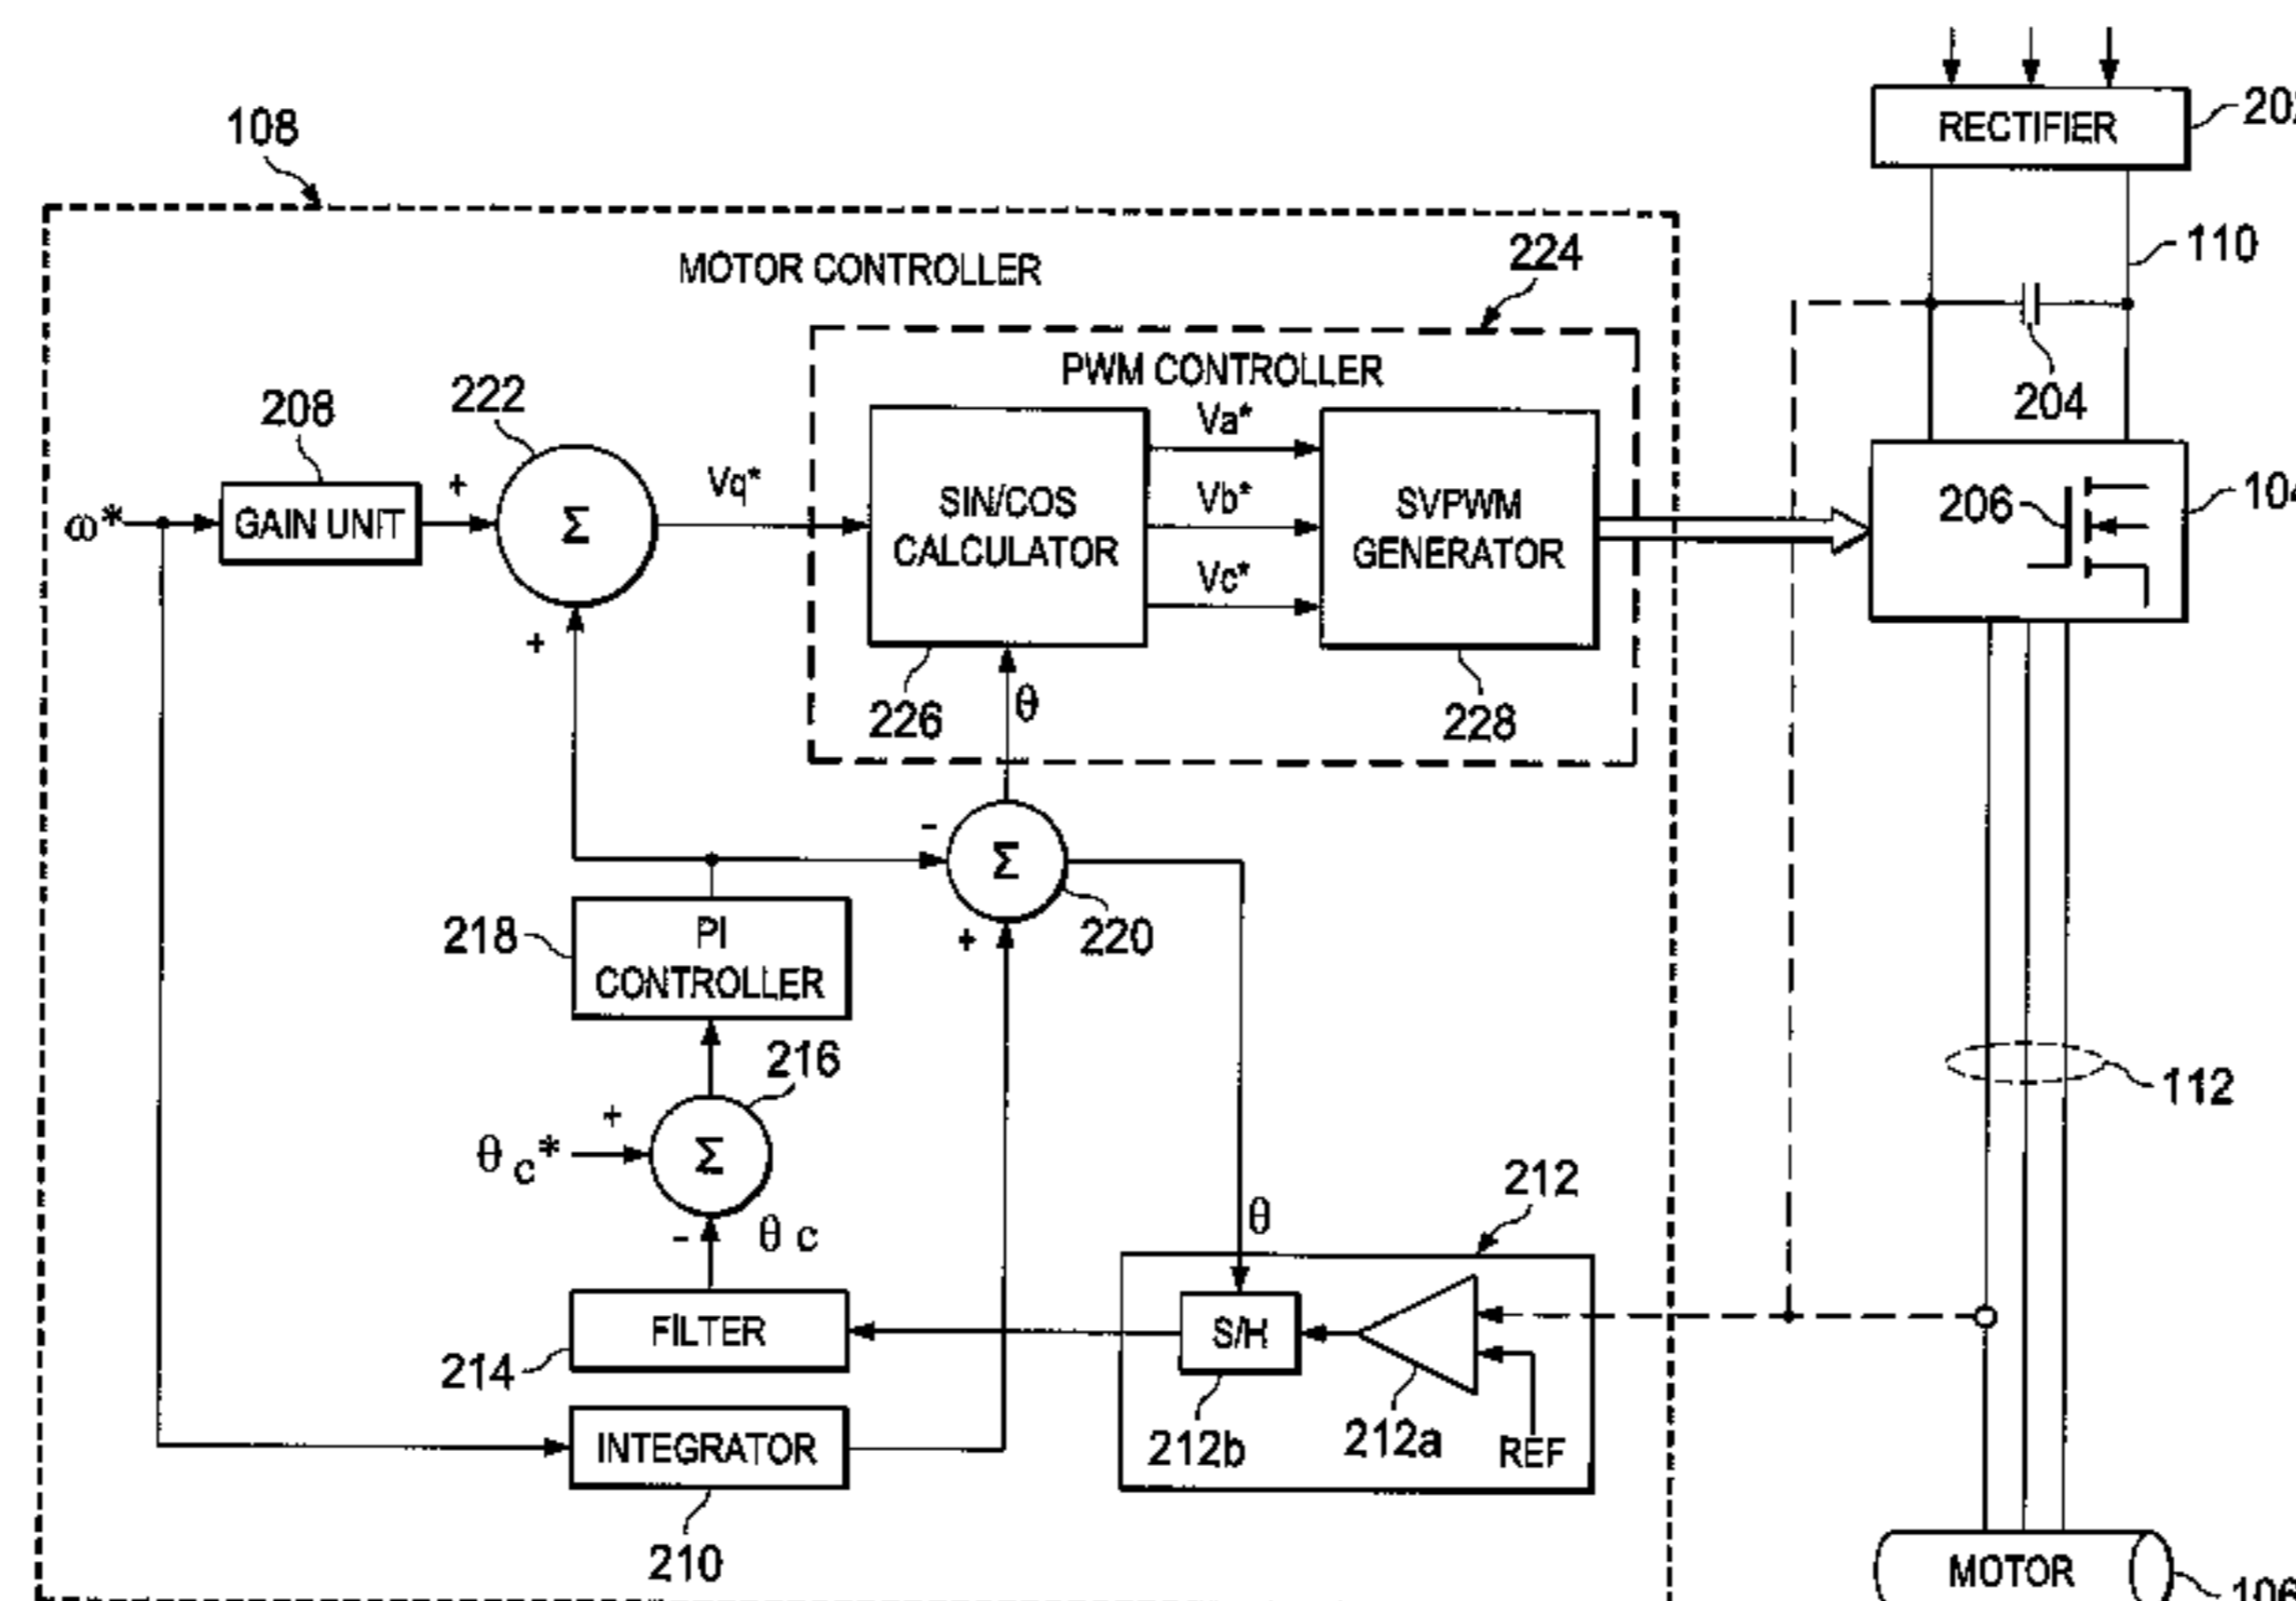 RECTIFIER
108
110
MOTOR CONTROLLER
224
PWM CONTROLLER
204
208
222
ω*
GAIN UNIT
+
Σ
+
Vq*
SIN/COS
CALCULATOR
Va*
Vb*
Vc*
SVPWM
GENERATOR
206
226
θ
228
-
Σ
+
220
218
PI
CONTROLLER
216
+
θ c*
Σ
-
θ c
112
212
θ
214
FILTER
S/H
212b
212a
REF
INTEGRATOR
210
MOTOR
106